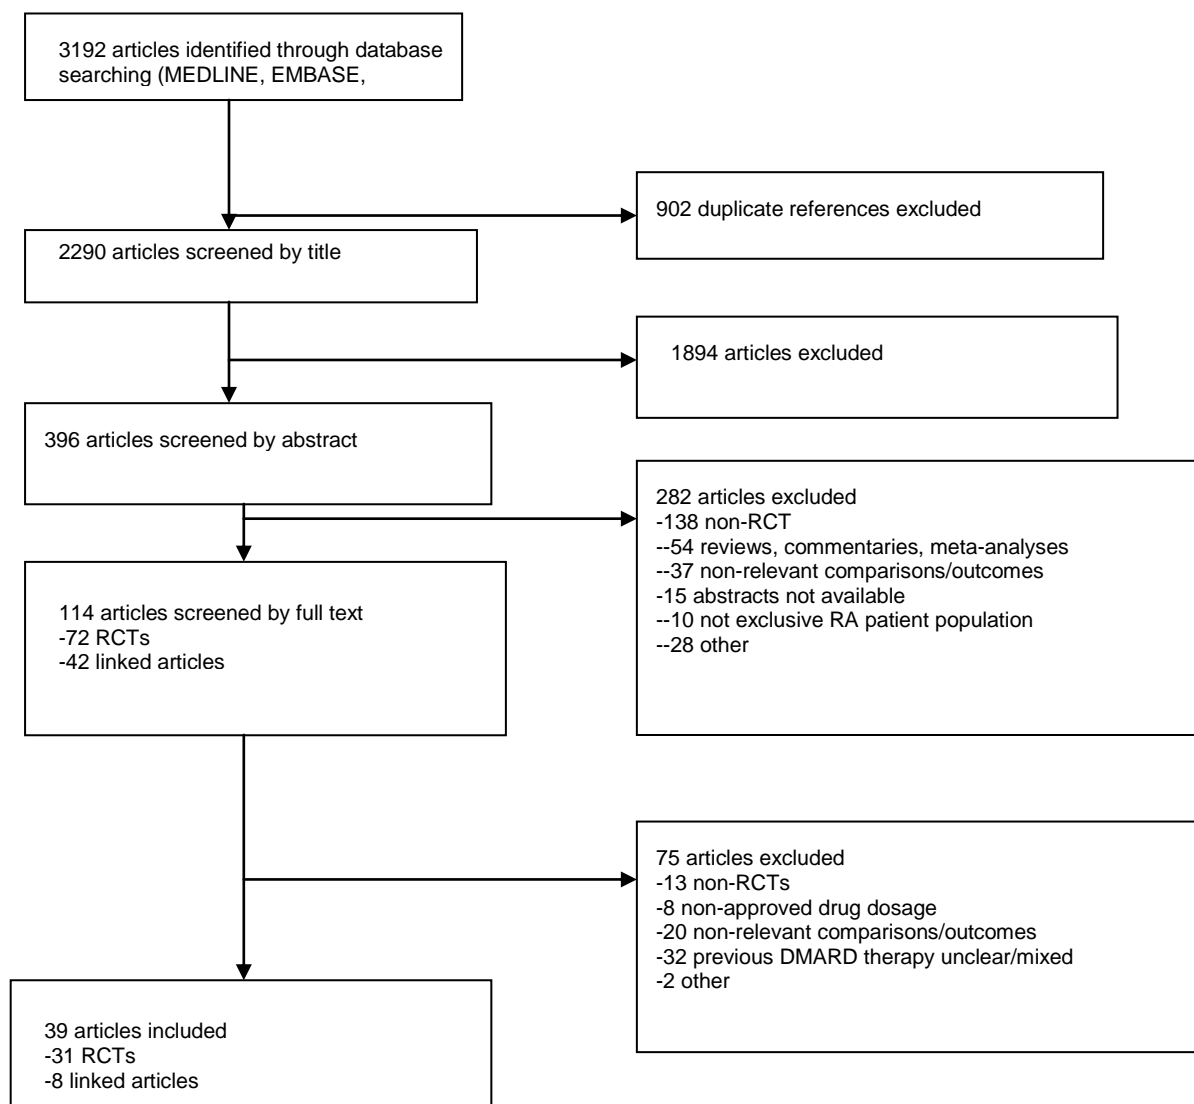 3192 articles identified through database
searching (MEDLINE, EMBASE,
902 duplicate references excluded
2290 articles screened by title
1894 articles excluded
396 articles screened by abstract
282 articles excluded
-138 non-RCT
--54 reviews, commentaries, meta-analyses
--37 non-relevant comparisons/outcomes
-15 abstracts not available
--10 not exclusive RA patient population
--28 other
114 articles screened by full text
-72 RCTs
-42 linked articles
75 articles excluded
-13 non-RCTs
-8 non-approved drug dosage
-20 non-relevant comparisons/outcomes
-32 previous DMARD therapy unclear/mixed
-2 other
39 articles included
-31 RCTs
-8 linked articles